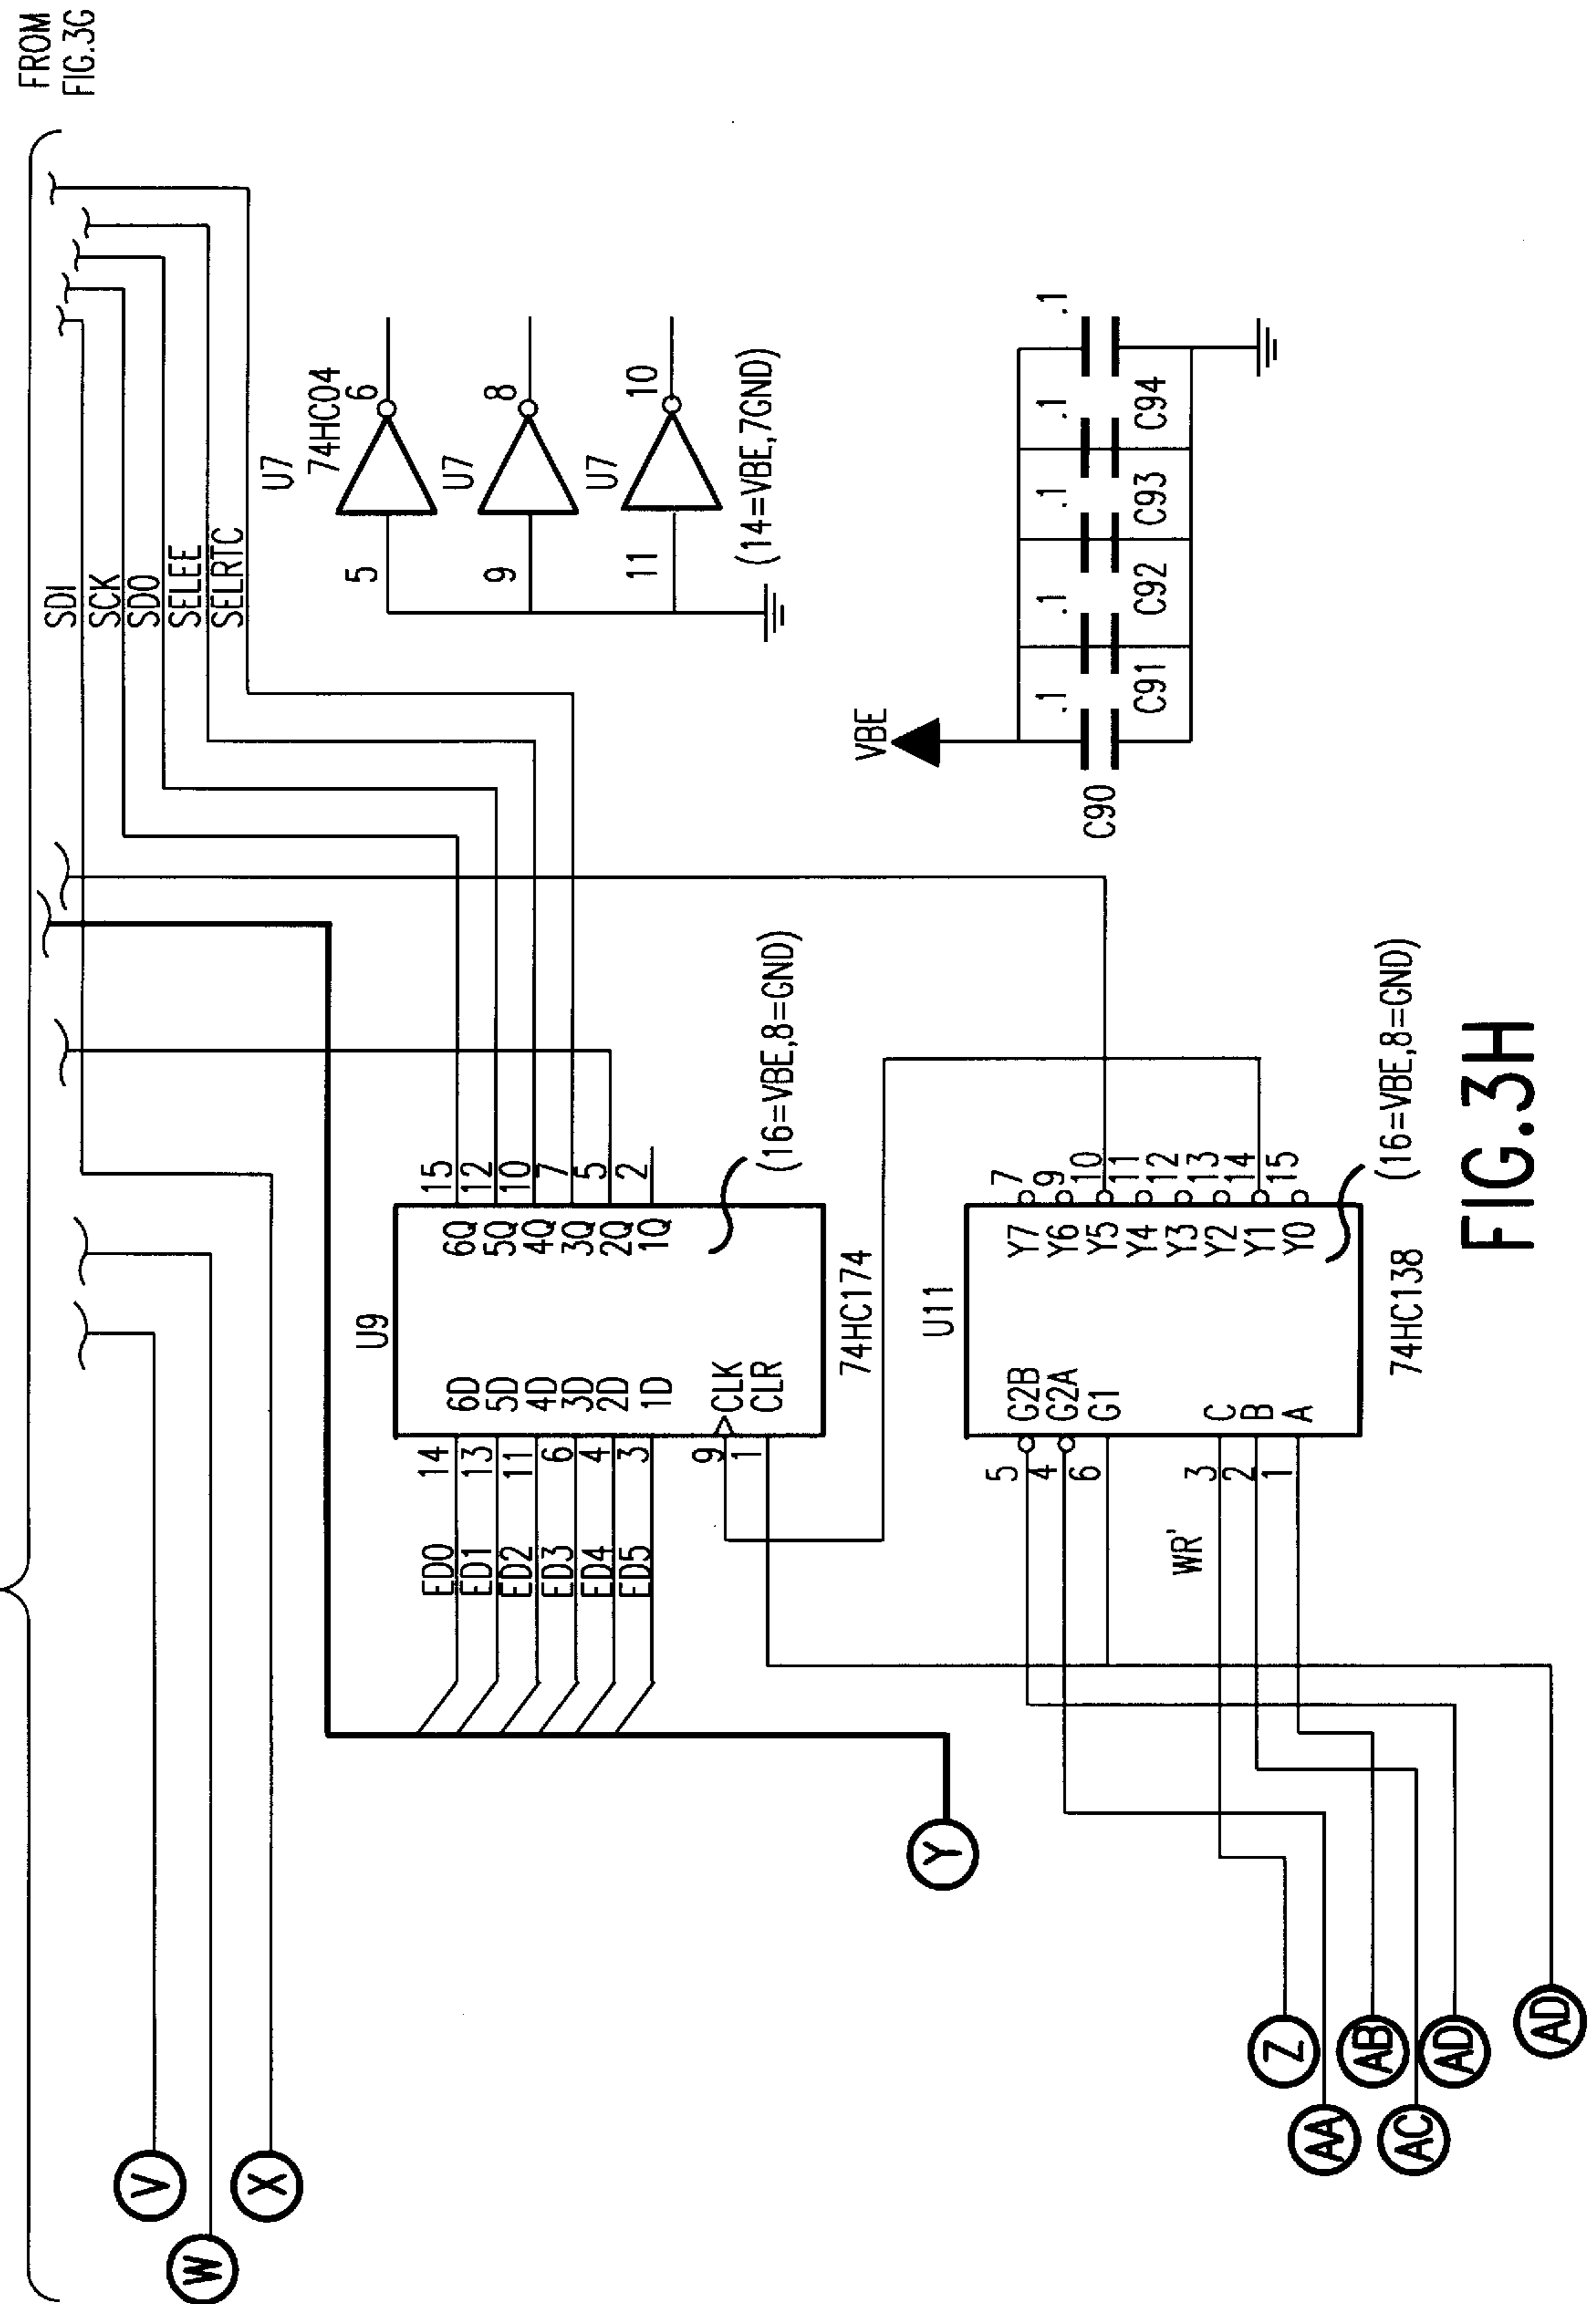 FROM
FIG.3G
SDI
SCK
SDO
SELEE
SELRTC
V
W
X
U9
ED0 14 6D 6Q 15
ED1 13 5D 5Q 12
ED2 11 4D 4Q 10
ED3 6 3D 3Q 7
ED4 4 2D 2Q 5
ED5 3 1D 1Q 2
9 CLK
1 CLR
74HC174
(16=VBE,8=GND)
U7
74HC04
5 6
U7
9 8
U7
11 10
(14=VBE,7GND)
Y
U11
5 G2B Y7 7
4 G2A Y6 9
6 G1 Y5 10
Y4 11
Y3 12
WR' 3 C Y2 13
2 B Y1 14
1 A Y0 15
74HC138
(16=VBE,8=GND)
VBE
.1 .1 .1 .1 .1
C90
C91 C92 C93 C94
Z
AA
AB
AC
AD
AD
FIG.3H